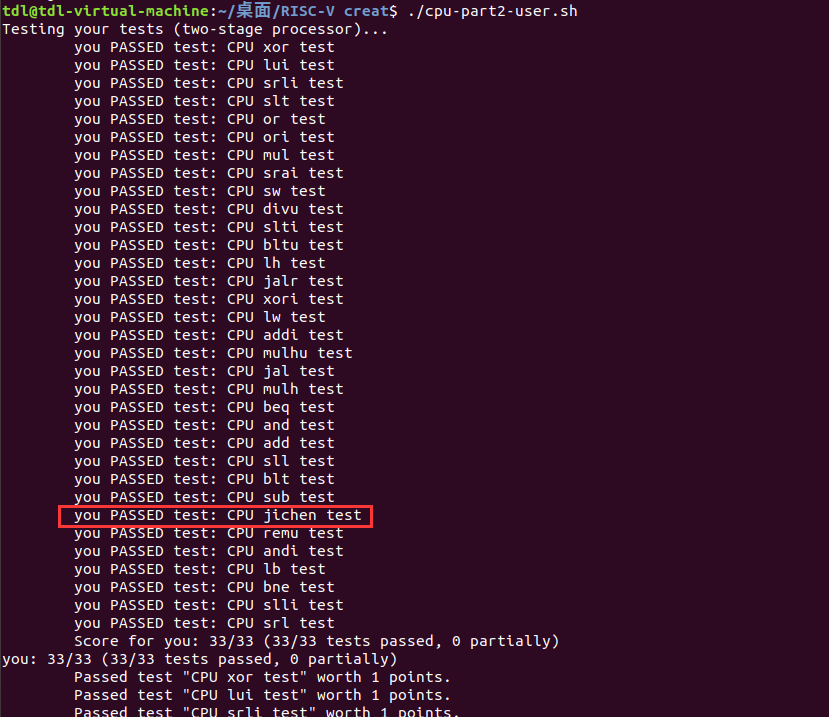 tdl@tdl-virtual-machine:~/桌面/RISC-V creat$ ./cpu-part2-user.sh
Testing your tests (two-stage processor)...
you PASSED test: CPU xor test
you PASSED test: CPU lui test
you PASSED test: CPU srli test
you PASSED test: CPU slt test
you PASSED test: CPU or test
you PASSED test: CPU ori test
you PASSED test: CPU mul test
you PASSED test: CPU srai test
you PASSED test: CPU sw test
you PASSED test: CPU divu test
you PASSED test: CPU slti test
you PASSED test: CPU bltu test
you PASSED test: CPU lh test
you PASSED test: CPU jalr test
you PASSED test: CPU xori test
you PASSED test: CPU lw test
you PASSED test: CPU addi test
you PASSED test: CPU mulhu test
you PASSED test: CPU jal test
you PASSED test: CPU mulh test
you PASSED test: CPU beq test
you PASSED test: CPU and test
you PASSED test: CPU add test
you PASSED test: CPU sll test
you PASSED test: CPU blt test
you PASSED test: CPU sub test
you PASSED test: CPU jichen test
you PASSED test: CPU remu test
you PASSED test: CPU andi test
you PASSED test: CPU lb test
you PASSED test: CPU bne test
you PASSED test: CPU slli test
you PASSED test: CPU srl test
Score for you: 33/33 (33/33 tests passed, 0 partially)
you: 33/33 (33/33 tests passed, 0 partially)
Passed test "CPU xor test" worth 1 points.
Passed test "CPU lui test" worth 1 points.
Passed test "CPU srli test" worth 1 points.